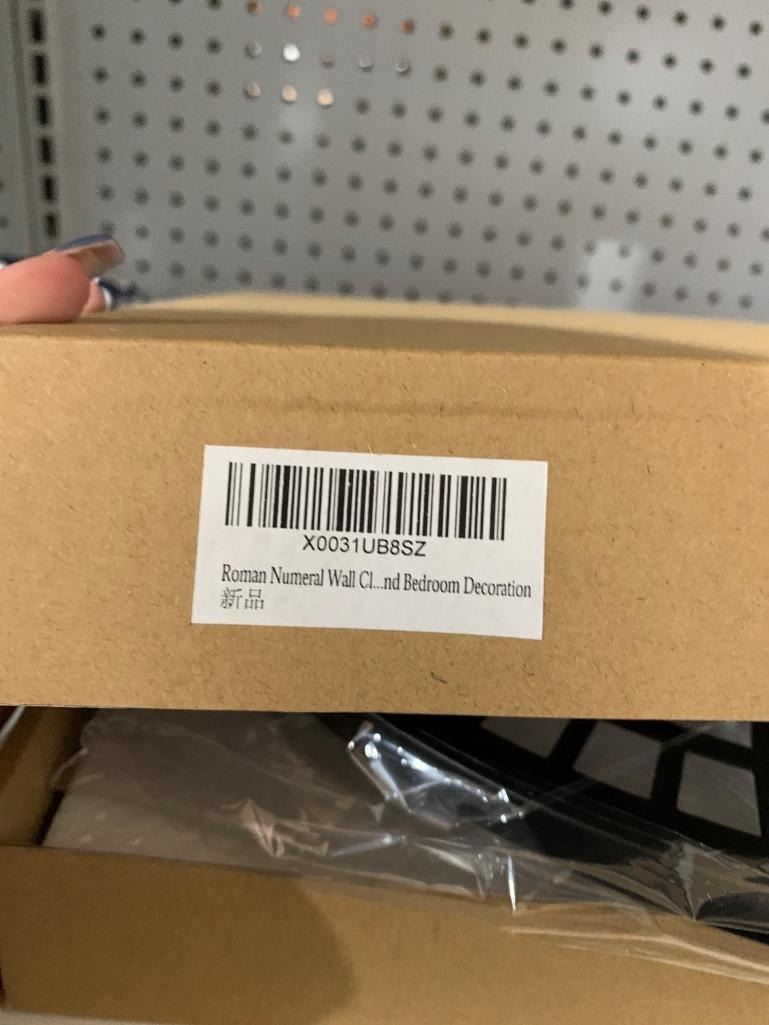 X0031UB8SZ
Roman Numeral Wall Cl...nd Bedroom Decoration
新品